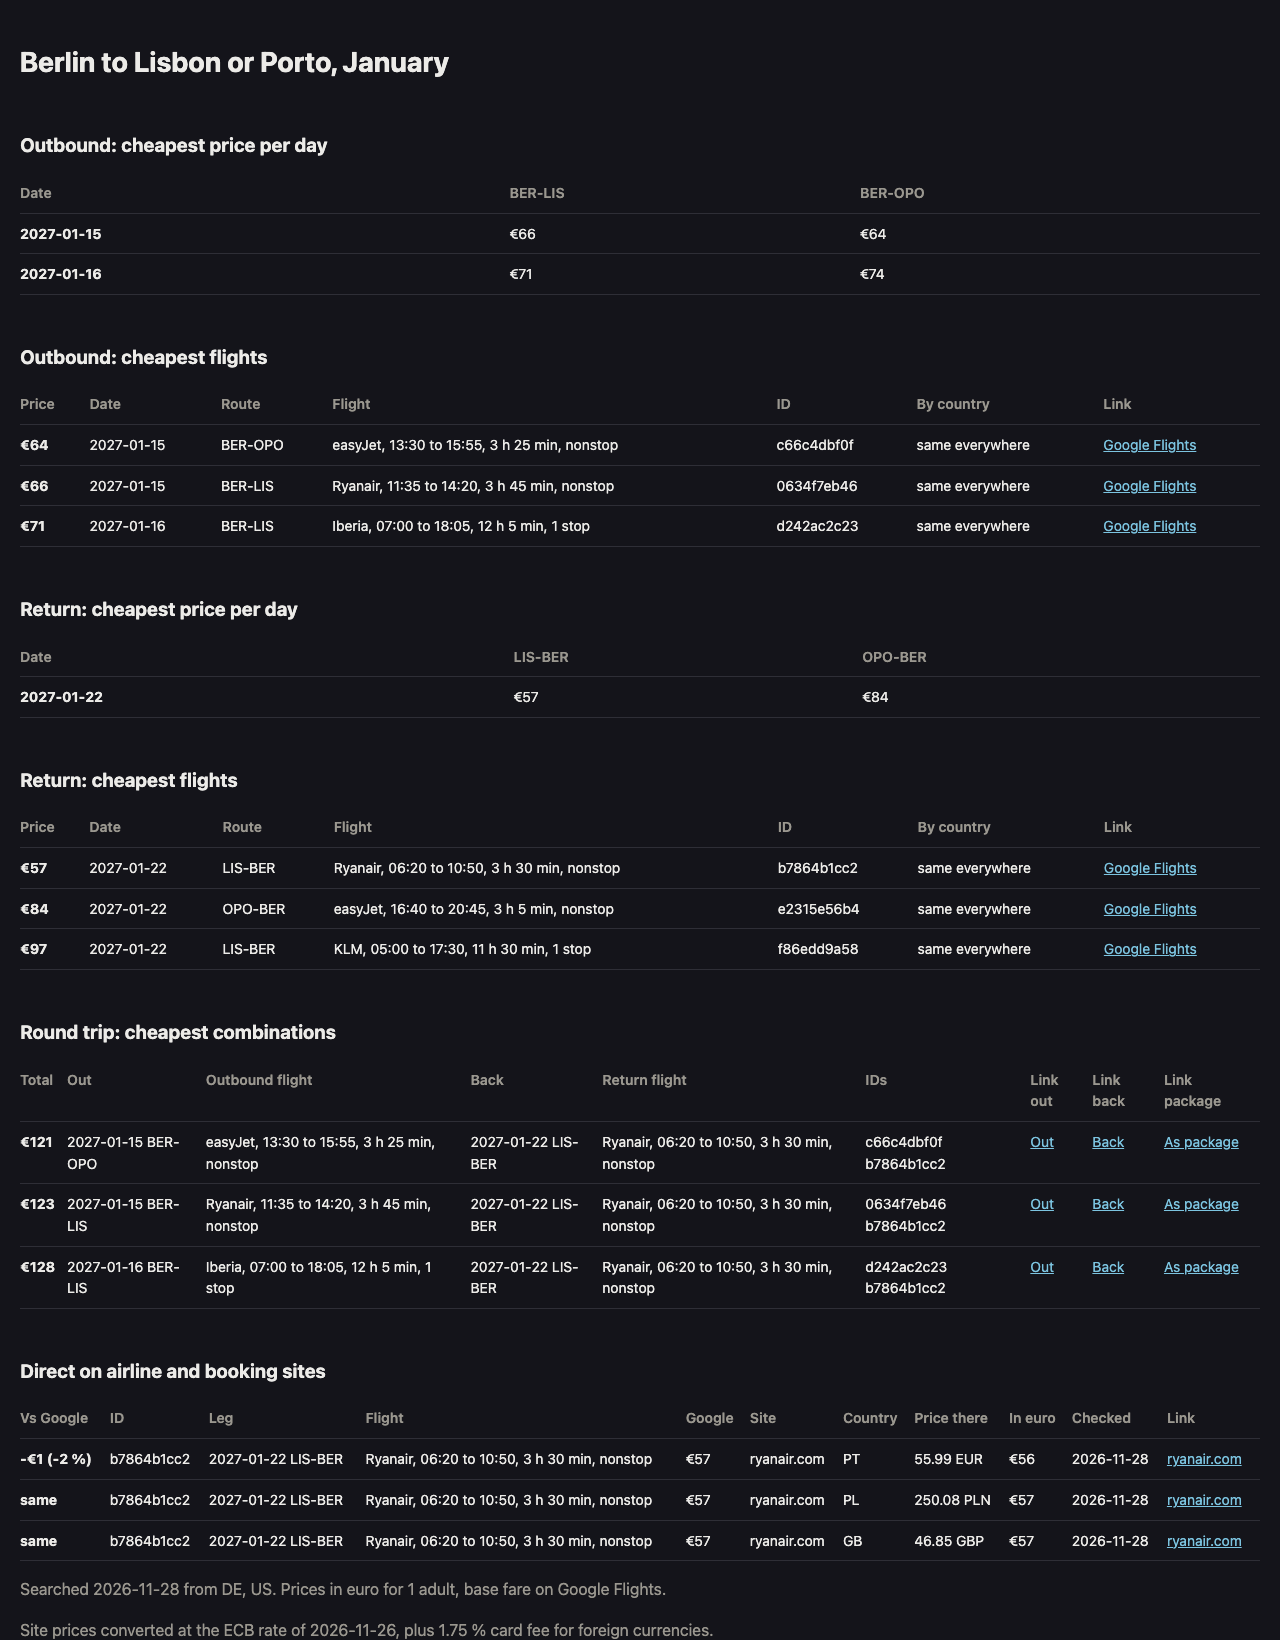 Berlin to Lisbon or Porto, January
Outbound: cheapest price per day
Date BER-LIS BER-OPO
2027-01-15 €66 €64
2027-01-16 €71 €74
Outbound: cheapest flights
Price Date Route Flight ID By country Link
€64 2027-01-15 BER-OPO easyJet, 13:30 to 15:55, 3 h 25 min, nonstop c66c4dbf0f same everywhere Google Flights
€66 2027-01-15 BER-LIS Ryanair, 11:35 to 14:20, 3 h 45 min, nonstop 0634f7eb46 same everywhere Google Flights
€71 2027-01-16 BER-LIS Iberia, 07:00 to 18:05, 12 h 5 min, 1 stop d242ac2c23 same everywhere Google Flights
Return: cheapest price per day
Date LIS-BER OPO-BER
2027-01-22 €57 €84
Return: cheapest flights
Price Date Route Flight ID By country Link
€57 2027-01-22 LIS-BER Ryanair, 06:20 to 10:50, 3 h 30 min, nonstop b7864b1cc2 same everywhere Google Flights
€84 2027-01-22 OPO-BER easyJet, 16:40 to 20:45, 3 h 5 min, nonstop e2315e56b4 same everywhere Google Flights
€97 2027-01-22 LIS-BER KLM, 05:00 to 17:30, 11 h 30 min, 1 stop f86edd9a58 same everywhere Google Flights
Round trip: cheapest combinations
Total Out Outbound flight Back Return flight IDs Link Link Link
out back package
€121 2027-01-15 BER- easyJet, 13:30 to 15:55, 3 h 25 min, 2027-01-22 LIS- Ryanair, 06:20 to 10:50, 3 h 30 min, c66c4dbf0f Out Back As package
OPO nonstop BER nonstop b7864b1cc2
€123 2027-01-15 BER- Ryanair, 11:35 to 14:20, 3 h 45 min, 2027-01-22 LIS- Ryanair, 06:20 to 10:50, 3 h 30 min, 0634f7eb46 Out Back As package
LIS nonstop BER nonstop b7864b1cc2
€128 2027-01-16 BER- Iberia, 07:00 to 18:05, 12 h 5 min, 1 2027-01-22 LIS- Ryanair, 06:20 to 10:50, 3 h 30 min, d242ac2c23 Out Back As package
LIS stop BER nonstop b7864b1cc2
Direct on airline and booking sites
Vs Google ID Leg Flight Google Site Country Price there In euro Checked Link
-€1 (-2 %) b7864b1cc2 2027-01-22 LIS-BER Ryanair, 06:20 to 10:50, 3 h 30 min, nonstop €57 ryanair.com PT 55.99 EUR €56 2026-11-28 ryanair.com
same b7864b1cc2 2027-01-22 LIS-BER Ryanair, 06:20 to 10:50, 3 h 30 min, nonstop €57 ryanair.com PL 250.08 PLN €57 2026-11-28 ryanair.com
same b7864b1cc2 2027-01-22 LIS-BER Ryanair, 06:20 to 10:50, 3 h 30 min, nonstop €57 ryanair.com GB 46.85 GBP €57 2026-11-28 ryanair.com
Searched 2026-11-28 from DE, US. Prices in euro for 1 adult, base fare on Google Flights.
Site prices converted at the ECB rate of 2026-11-26, plus 1.75 % card fee for foreign currencies.